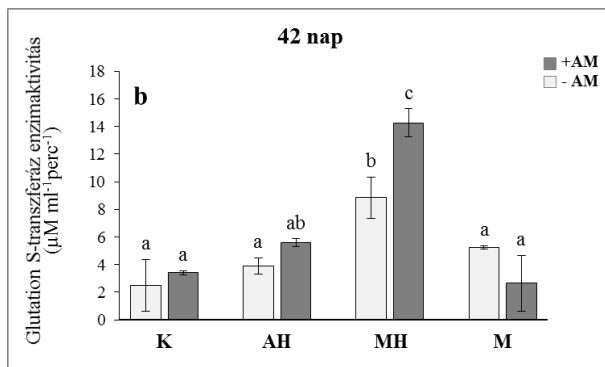 42 nap
+AM
- AM
b
Glutation S-transzferáz enzimaktivitás
(µM ml⁻¹perc⁻¹)
18
16
14
12
10
8
6
4
2
0
a a a ab b c a a
K AH MH M